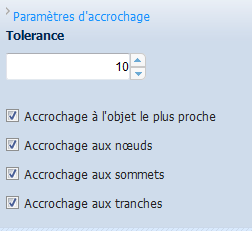 Paramètres d'accrochage
Tolerance
10
Accrochage à l'objet le plus proche
Accrochage aux nœuds
Accrochage aux sommets
Accrochage aux tranches